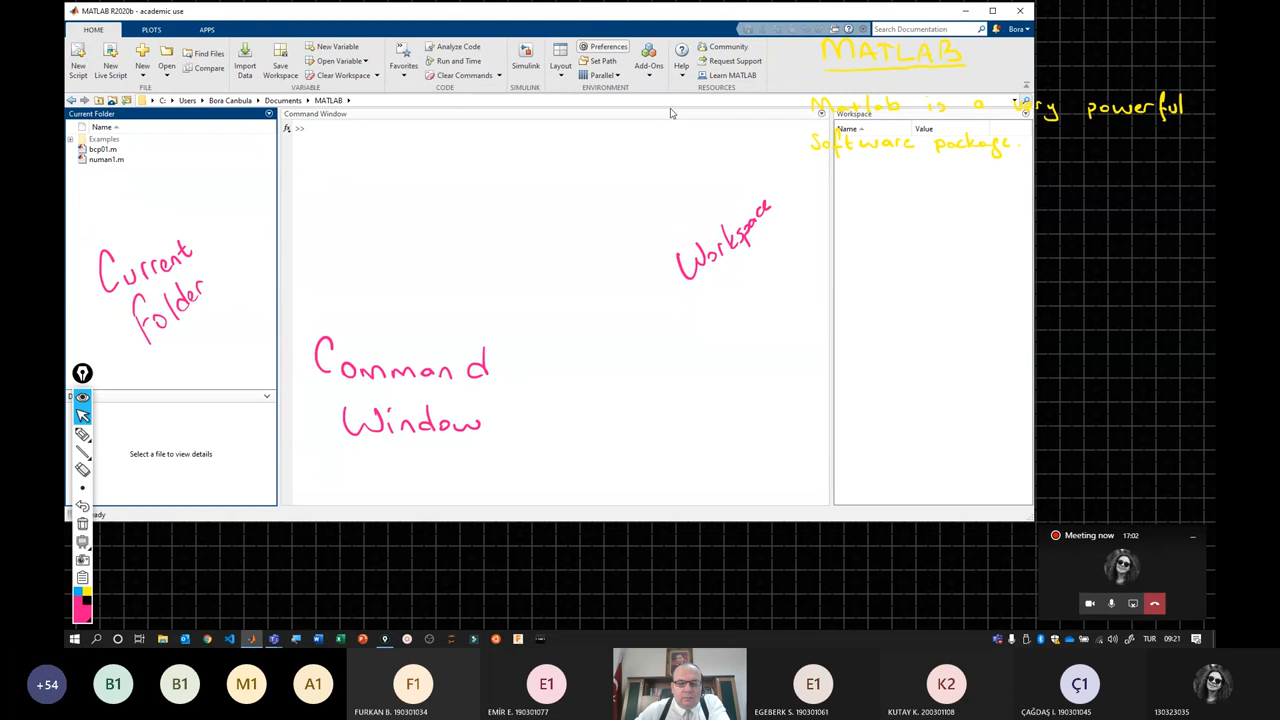 MATLAB R2020b - academic use
HOME
PLOTS
APPS
Search Documentation
Bora
New Script
New Live Script
New
Open
Find Files
Compare
Import Data
Save Workspace
New Variable
Open Variable
Clear Workspace
Favorites
Analyze Code
Run and Time
Clear Commands
Simulink
Layout
Preferences
Set Path
Parallel
Add-Ons
Help
Community
Request Support
Learn MATLAB
FILE
VARIABLE
CODE
SIMULINK
ENVIRONMENT
RESOURCES
MATLAB
C: Users Bora Canbula Documents MATLAB
Matlab is a very powerful
Software package.
Current Folder
Name
Examples
bcp01.m
numan1.m
Command Window
fx >>
Workspace
Name
Value
Current
Folder
Workspace
Command
Window
Select a file to view details
Meeting now 17:02
TUR 09:21
+54
B1
B1
M1
A1
F1
E1
E1
K2
Ç1
FURKAN B. 190301034
EMİR E. 190301077
EGEBERK S. 190301061
KUTAY K. 200301108
ÇAĞDAŞ I. 190301045
130323035